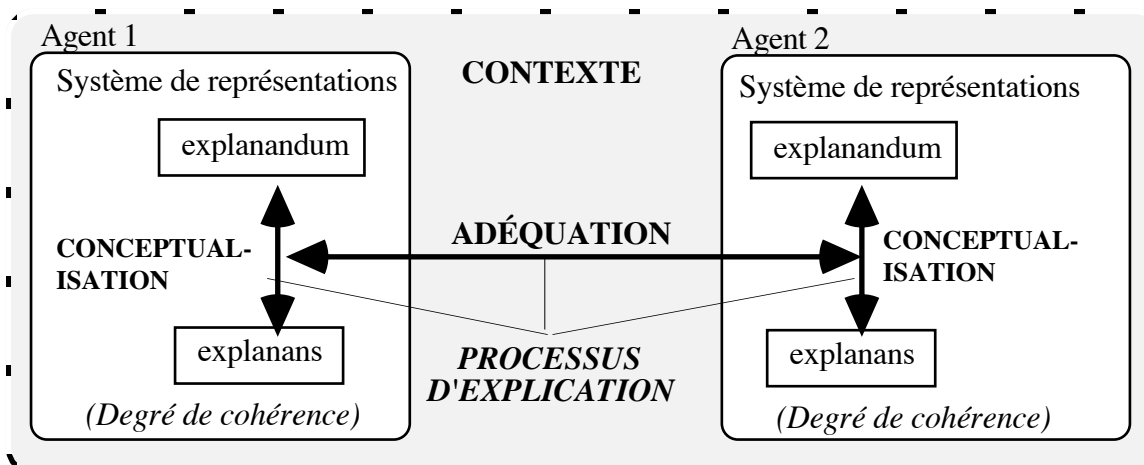 Agent 1
Système de représentations
explanandum
CONCEPTUAL-
ISATION
explanans
(Degré de cohérence)
CONTEXTE
ADÉQUATION
PROCESSUS
D'EXPLICATION
Agent 2
Système de représentations
explanandum
CONCEPTUAL-
ISATION
explanans
(Degré de cohérence)